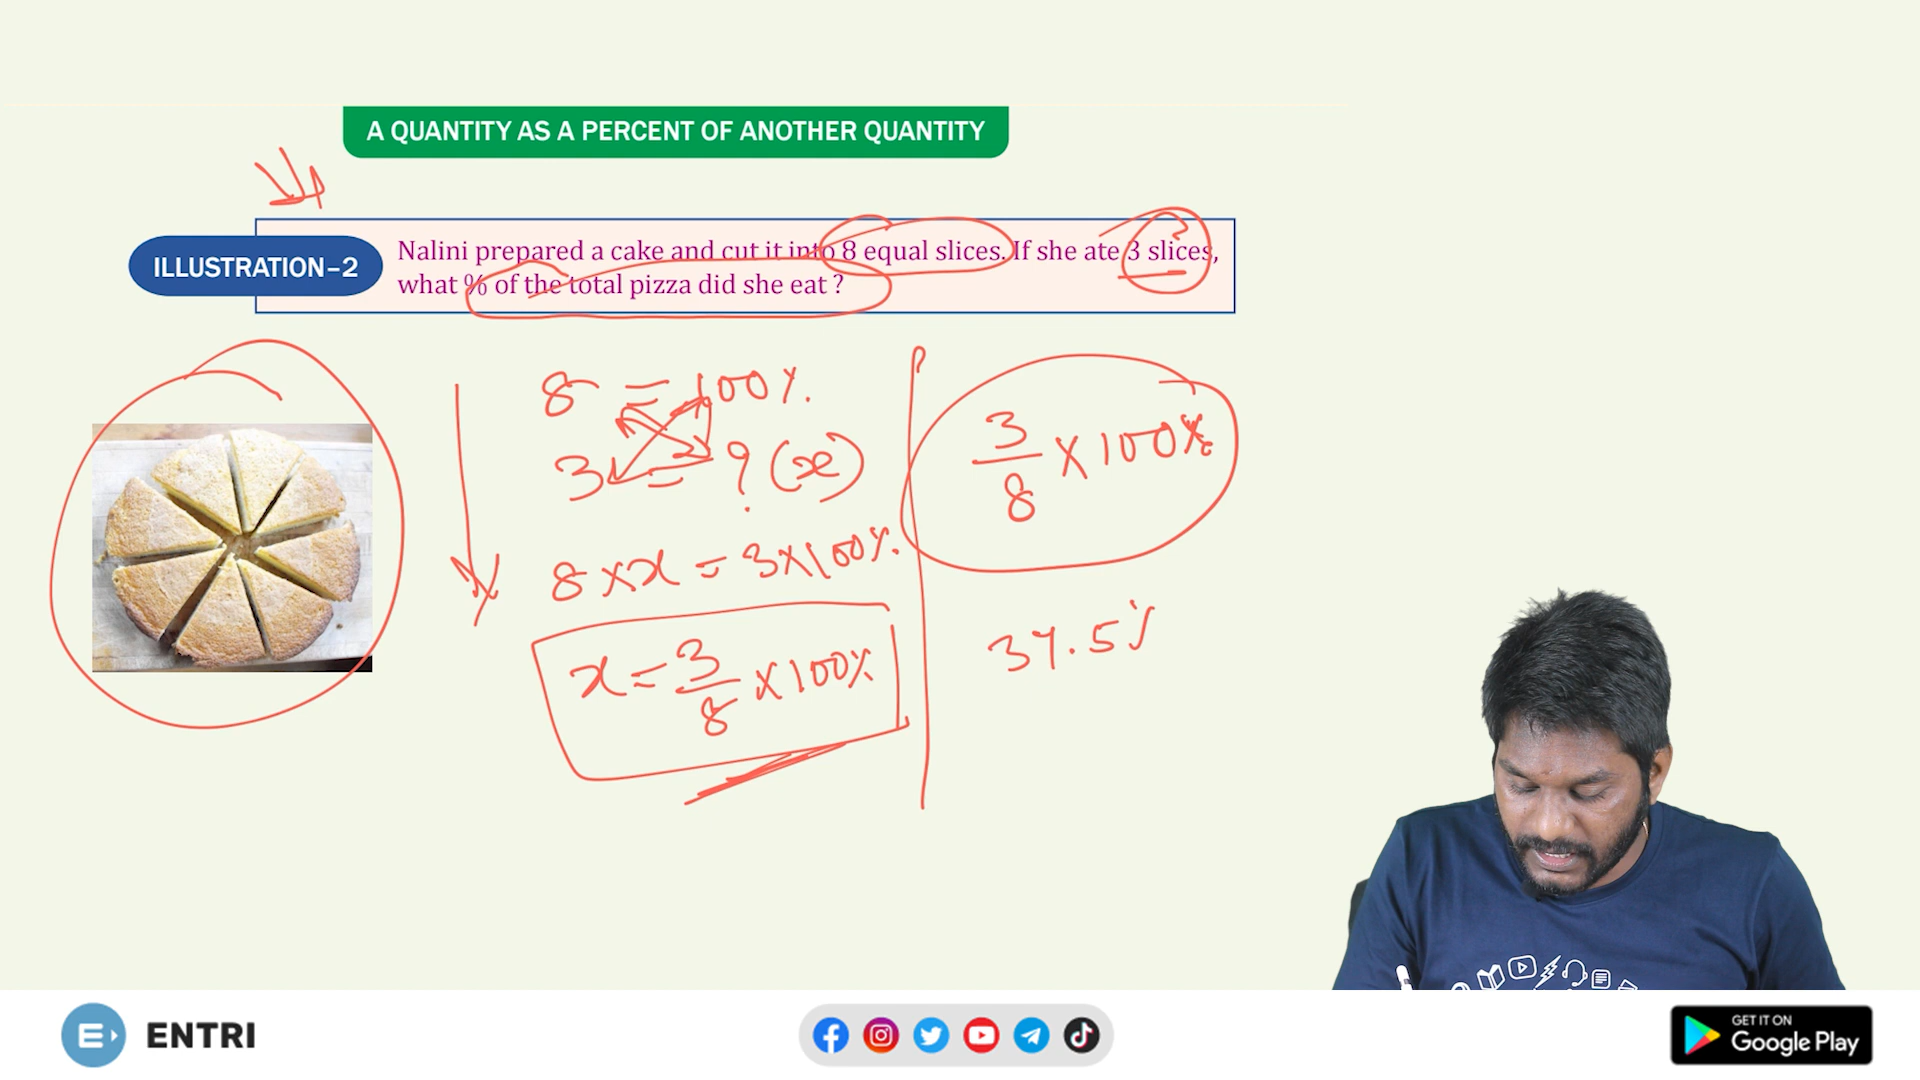 A QUANTITY AS A PERCENT OF ANOTHER QUANTITY
ILLUSTRATION–2
Nalini prepared a cake and cut it into 8 equal slices. If she ate 3 slices,
what % of the total pizza did she eat ?
8 = 100%.
3 = ? (x)
8 × x = 3 × 100%.
x = 3/8 × 100%
3/8 × 100%
37.5%
ENTRI
GET IT ON
Google Play